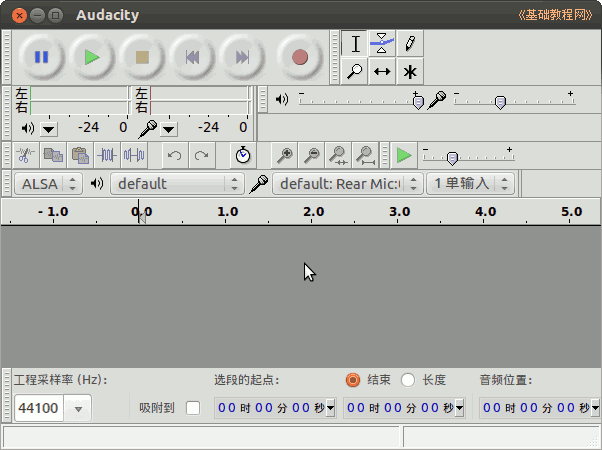 Audacity
《基础教程网》
左
右
-24 0
左
右
-24 0
ALSA
default
default: Rear Mic:
1 单输入
- 1.0 0.0 1.0 2.0 3.0 4.0 5.0
工程采样率 (Hz):
选段的起点:
结束
长度
音频位置:
44100
吸附到
00 时 00 分 00 秒
00 时 00 分 00 秒
00 时 00 分 00 秒